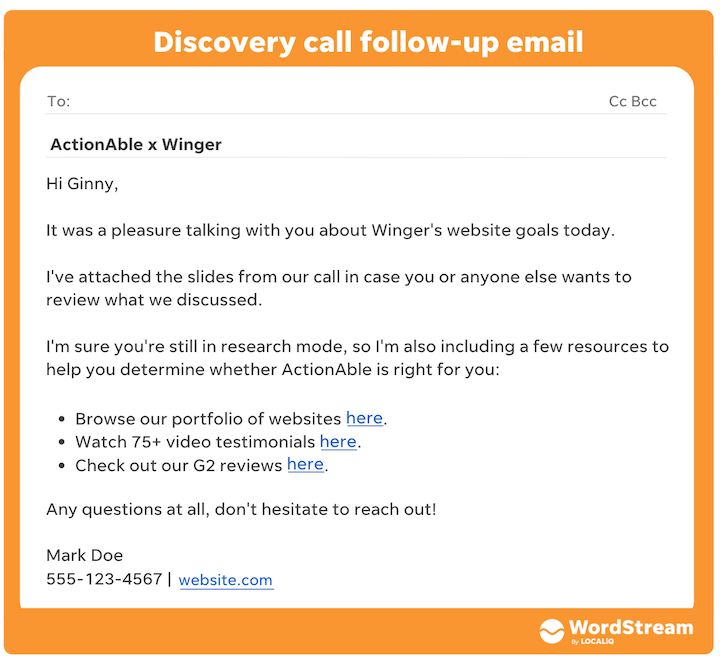 Discovery call follow-up email
To: Cc Bcc
ActionAble x Winger
Hi Ginny,
It was a pleasure talking with you about Winger's website goals today.
I've attached the slides from our call in case you or anyone else wants to
review what we discussed.
I'm sure you're still in research mode, so I'm also including a few resources to
help you determine whether ActionAble is right for you:
• Browse our portfolio of websites here.
• Watch 75+ video testimonials here.
• Check out our G2 reviews here.
Any questions at all, don't hesitate to reach out!
Mark Doe
555-123-4567 | website.com
WordStream
By LOCALiQ